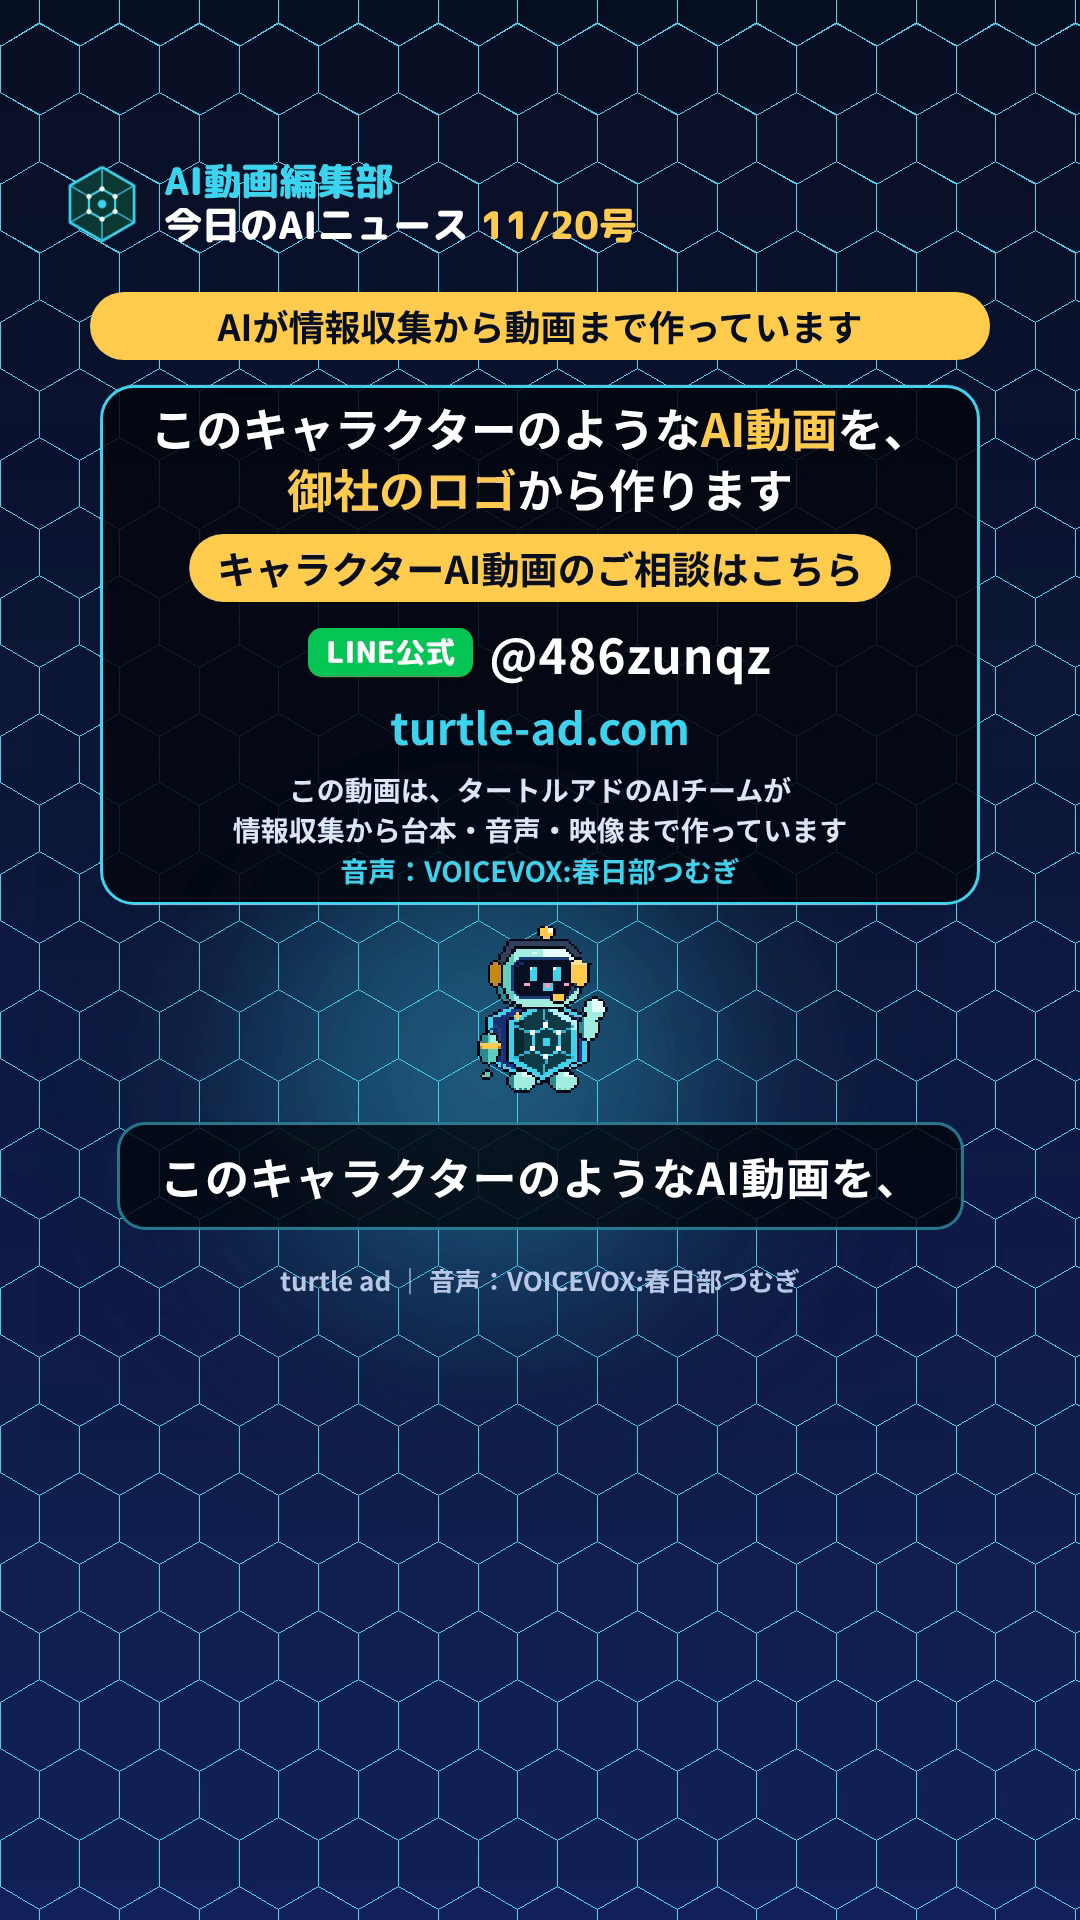 AI動画編集部
今日のAIニュース 11/20号
AIが情報収集から動画まで作っています
このキャラクターのようなAI動画を、
御社のロゴから作ります
キャラクターAI動画のご相談はこちら
LINE公式 @486zunqz
turtle-ad.com
この動画は、タートルアドのAIチームが
情報収集から台本・音声・映像まで作っています
音声：VOICEVOX:春日部つむぎ
このキャラクターのようなAI動画を、
turtle ad ｜ 音声：VOICEVOX:春日部つむぎ